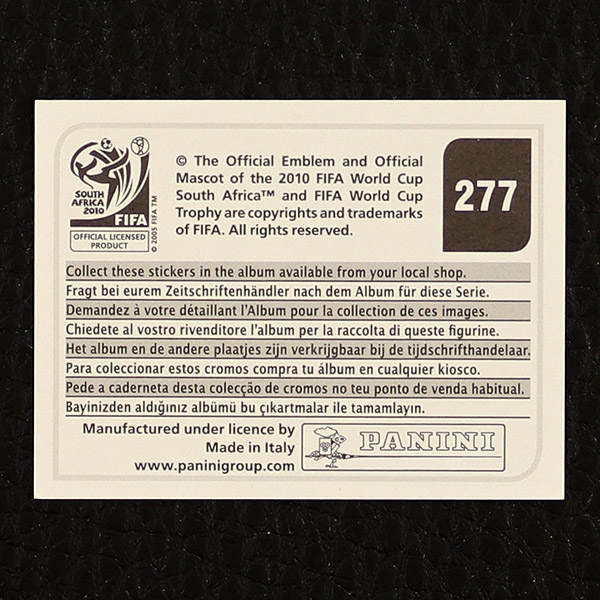 SOUTH
AFRICA
2010
FIFA
OFFICIAL LICENSED
PRODUCT
© 2005 FIFA TM
© The Official Emblem and Official
Mascot of the 2010 FIFA World Cup
South Africa™ and FIFA World Cup
Trophy are copyrights and trademarks
of FIFA. All rights reserved.
277
Collect these stickers in the album available from your local shop.
Fragt bei eurem Zeitschriftenhändler nach dem Album für diese Serie.
Demandez à votre détaillant l'Album pour la collection de ces images.
Chiedete al vostro rivenditore l'album per la raccolta di queste figurine.
Het album en de andere plaatjes zijn verkrijgbaar bij de tijdschrifthandelaar.
Para coleccionar estos cromos compra tu álbum en cualquier kiosco.
Pede a caderneta desta colecção de cromos no teu ponto de venda habitual.
Bayinizden aldığınız albümü bu çıkartmalar ile tamamlayın.
Manufactured under licence by
Made in Italy
www.paninigroup.com
PANINI